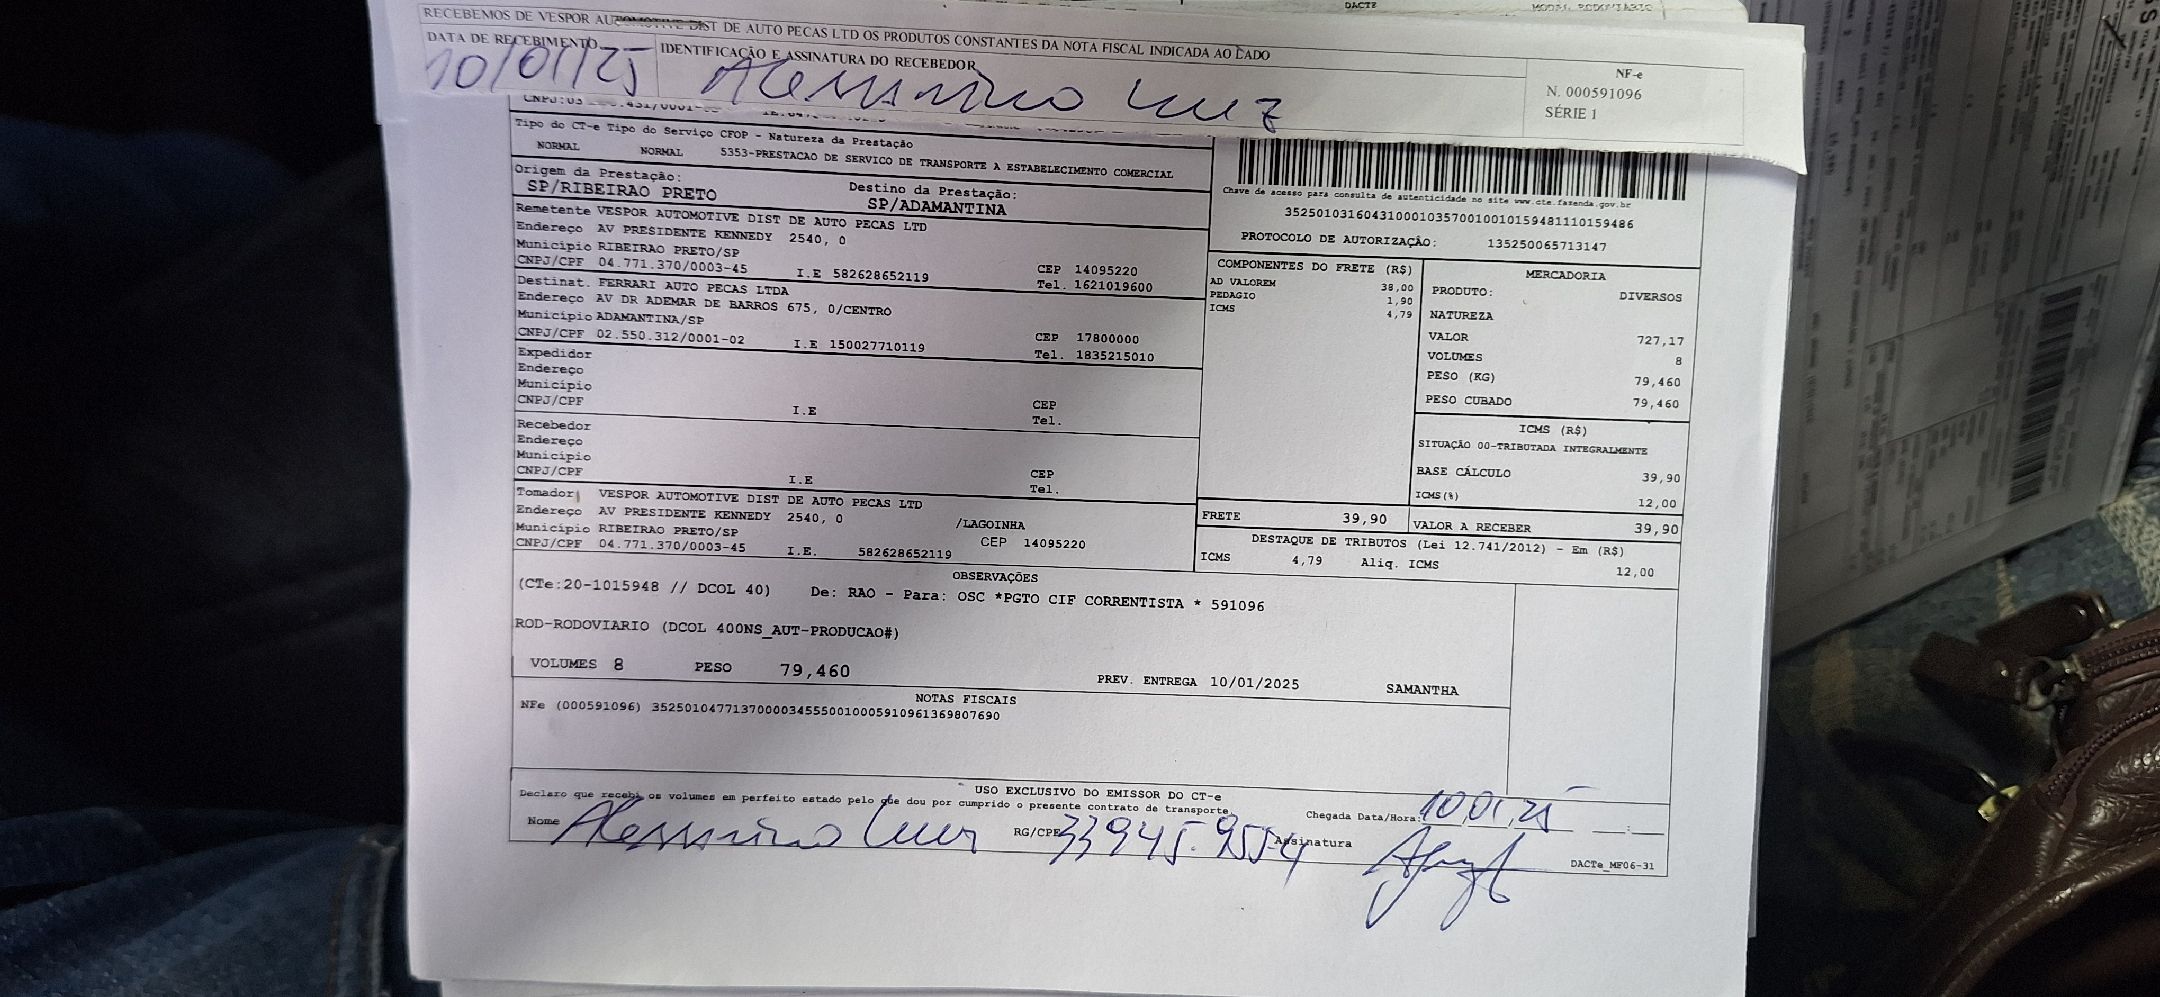 DACTE MODAL RODOVIARIO
RECEBEMOS DE VESPOR AUTOMOTIVE DIST DE AUTO PECAS LTD OS PRODUTOS CONSTANTES DA NOTA FISCAL INDICADA AO LADO
DATA DE RECEBIMENTO IDENTIFICAÇÃO E ASSINATURA DO RECEBEDOR
10/01/25 Alessandro Luiz
NF-e
N. 000591096
SÉRIE 1
Tipo do CT-e Tipo do Serviço CFOP - Natureza da Prestação
NORMAL NORMAL 5353-PRESTACAO DE SERVICO DE TRANSPORTE A ESTABELECIMENTO COMERCIAL
Origem da Prestação: Destino da Prestação:
SP/RIBEIRAO PRETO SP/ADAMANTINA
Remetente VESPOR AUTOMOTIVE DIST DE AUTO PECAS LTD
Endereço AV PRESIDENTE KENNEDY 2540, 0
Município RIBEIRAO PRETO/SP CEP 14095220
CNPJ/CPF 04.771.370/0003-45 I.E 582628652119 Tel. 1621019600
Destinat. FERRARI AUTO PECAS LTDA
Endereço AV DR ADEMAR DE BARROS 675, 0/CENTRO
Município ADAMANTINA/SP CEP 17800000
CNPJ/CPF 02.550.312/0001-02 I.E 150027710119 Tel. 1835215010
Expedidor
Endereço
Município CEP
CNPJ/CPF I.E Tel.
Recebedor
Endereço
Município CEP
CNPJ/CPF I.E Tel.
Tomador VESPOR AUTOMOTIVE DIST DE AUTO PECAS LTD
Endereço AV PRESIDENTE KENNEDY 2540, 0 /LAGOINHA
Município RIBEIRAO PRETO/SP CEP 14095220
CNPJ/CPF 04.771.370/0003-45 I.E. 582628652119
Chave de acesso para consulta de autenticidade no site www.cte.fazenda.gov.br
35250103160431000103570010010159481110159486
PROTOCOLO DE AUTORIZAÇÃO: 135250065713147
COMPONENTES DO FRETE (R$)
AD VALOREM 38,00
PEDAGIO 1,90
ICMS 4,79
MERCADORIA
PRODUTO: DIVERSOS
NATUREZA
VALOR 727,17
VOLUMES 8
PESO (KG) 79,460
PESO CUBADO 79,460
ICMS (R$)
SITUAÇÃO 00-TRIBUTADA INTEGRALMENTE
BASE CÁLCULO 39,90
ICMS(%) 12,00
FRETE 39,90 VALOR A RECEBER 39,90
DESTAQUE DE TRIBUTOS (Lei 12.741/2012) - Em (R$)
ICMS 4,79 Aliq. ICMS 12,00
OBSERVAÇÕES
(CTe:20-1015948 // DCOL 40) De: RAO - Para: OSC *PGTO CIF CORRENTISTA * 591096
ROD-RODOVIARIO (DCOL 400NS_AUT-PRODUCAO#)
VOLUMES 8 PESO 79,460 PREV. ENTREGA 10/01/2025 SAMANTHA
NOTAS FISCAIS
NFe (000591096) 35250104771370000345550010005910961369807690
USO EXCLUSIVO DO EMISSOR DO CT-e
Declaro que recebi os volumes em perfeito estado pelo que dou por cumprido o presente contrato de transporte Chegada Data/Hora: 10,01,25
Nome Alessandro Luiz RG/CPF 33945.955-4 Assinatura
DACTe_MF06-31